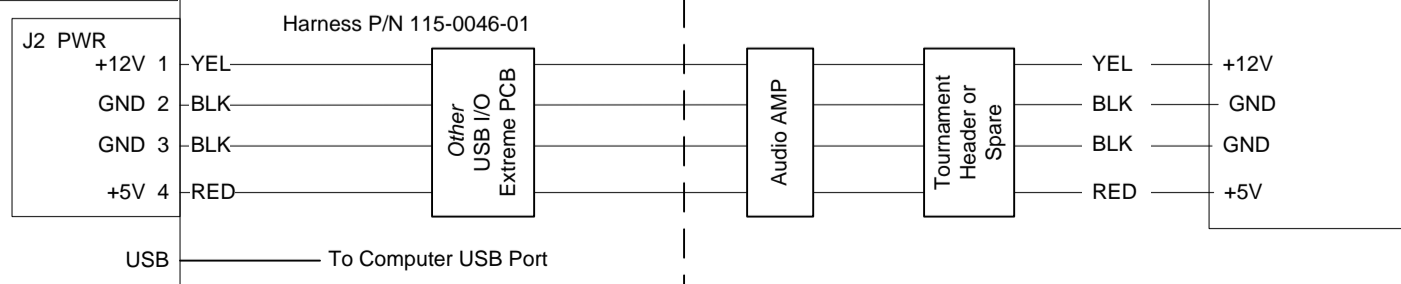 Harness P/N 115-0046-01
J2 PWR
+12V 1 YEL
GND 2 BLK
GND 3 BLK
+5V 4 RED
Other
USB I/O
Extreme PCB
Audio AMP
Tournament
Header or
Spare
YEL +12V
BLK GND
BLK GND
RED +5V
USB To Computer USB Port